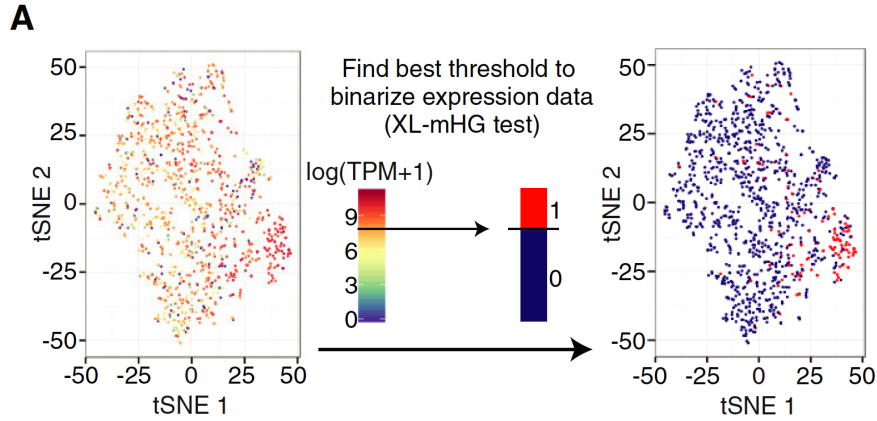 A
Find best threshold to
binarize expression data
(XL-mHG test)
log(TPM+1)
9
6
3
0
1
0
50
25
0
-25
-50
-50 -25 0 25 50
tSNE 1
tSNE 2
50
25
0
-25
-50
-50 -25 0 25 50
tSNE 1
tSNE 2